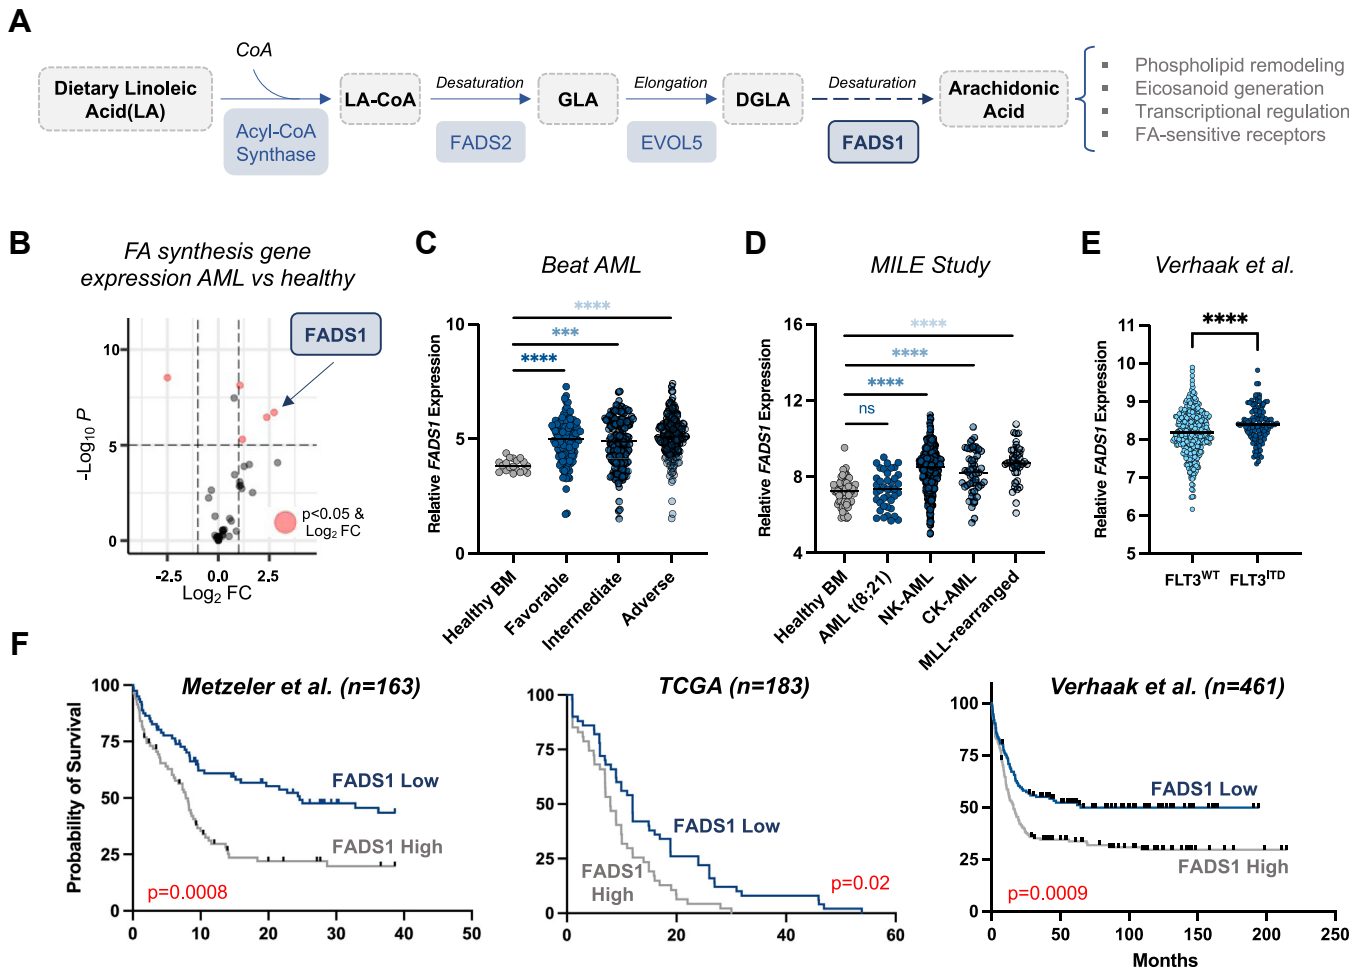 A
Dietary Linoleic
Acid(LA)
CoA
Acyl-CoA
Synthase
LA-CoA
Desaturation
FADS2
GLA
Elongation
EVOL5
DGLA
Desaturation
FADS1
Arachidonic
Acid
▪ Phospholipid remodeling
▪ Eicosanoid generation
▪ Transcriptional regulation
▪ FA-sensitive receptors
B
FA synthesis gene
expression AML vs healthy
FADS1
-Log10 P
10
5
0
p<0.05 &
Log2 FC
-2.5 0.0 2.5
Log2 FC
C
Beat AML
Relative FADS1 Expression
10
5
0
****
***
****
Healthy BM
Favorable
Intermediate
Adverse
D
MILE Study
Relative FADS1 Expression
16
12
8
4
****
****
****
ns
Healthy BM
AML t(8;21)
NK-AML
CK-AML
MLL-rearranged
E
Verhaak et al.
Relative FADS1 Expression
11
10
9
8
7
6
5
****
FLT3WT FLT3ITD
F
Metzeler et al. (n=163)
Probability of Survival
100
75
50
25
0
FADS1 Low
FADS1 High
p=0.0008
0 10 20 30 40 50
TCGA (n=183)
100
75
50
25
0
FADS1 Low
FADS1
High
p=0.02
0 20 40 60
Verhaak et al. (n=461)
100
75
50
25
0
FADS1 Low
FADS1 High
p=0.0009
0 50 100 150 200 250
Months